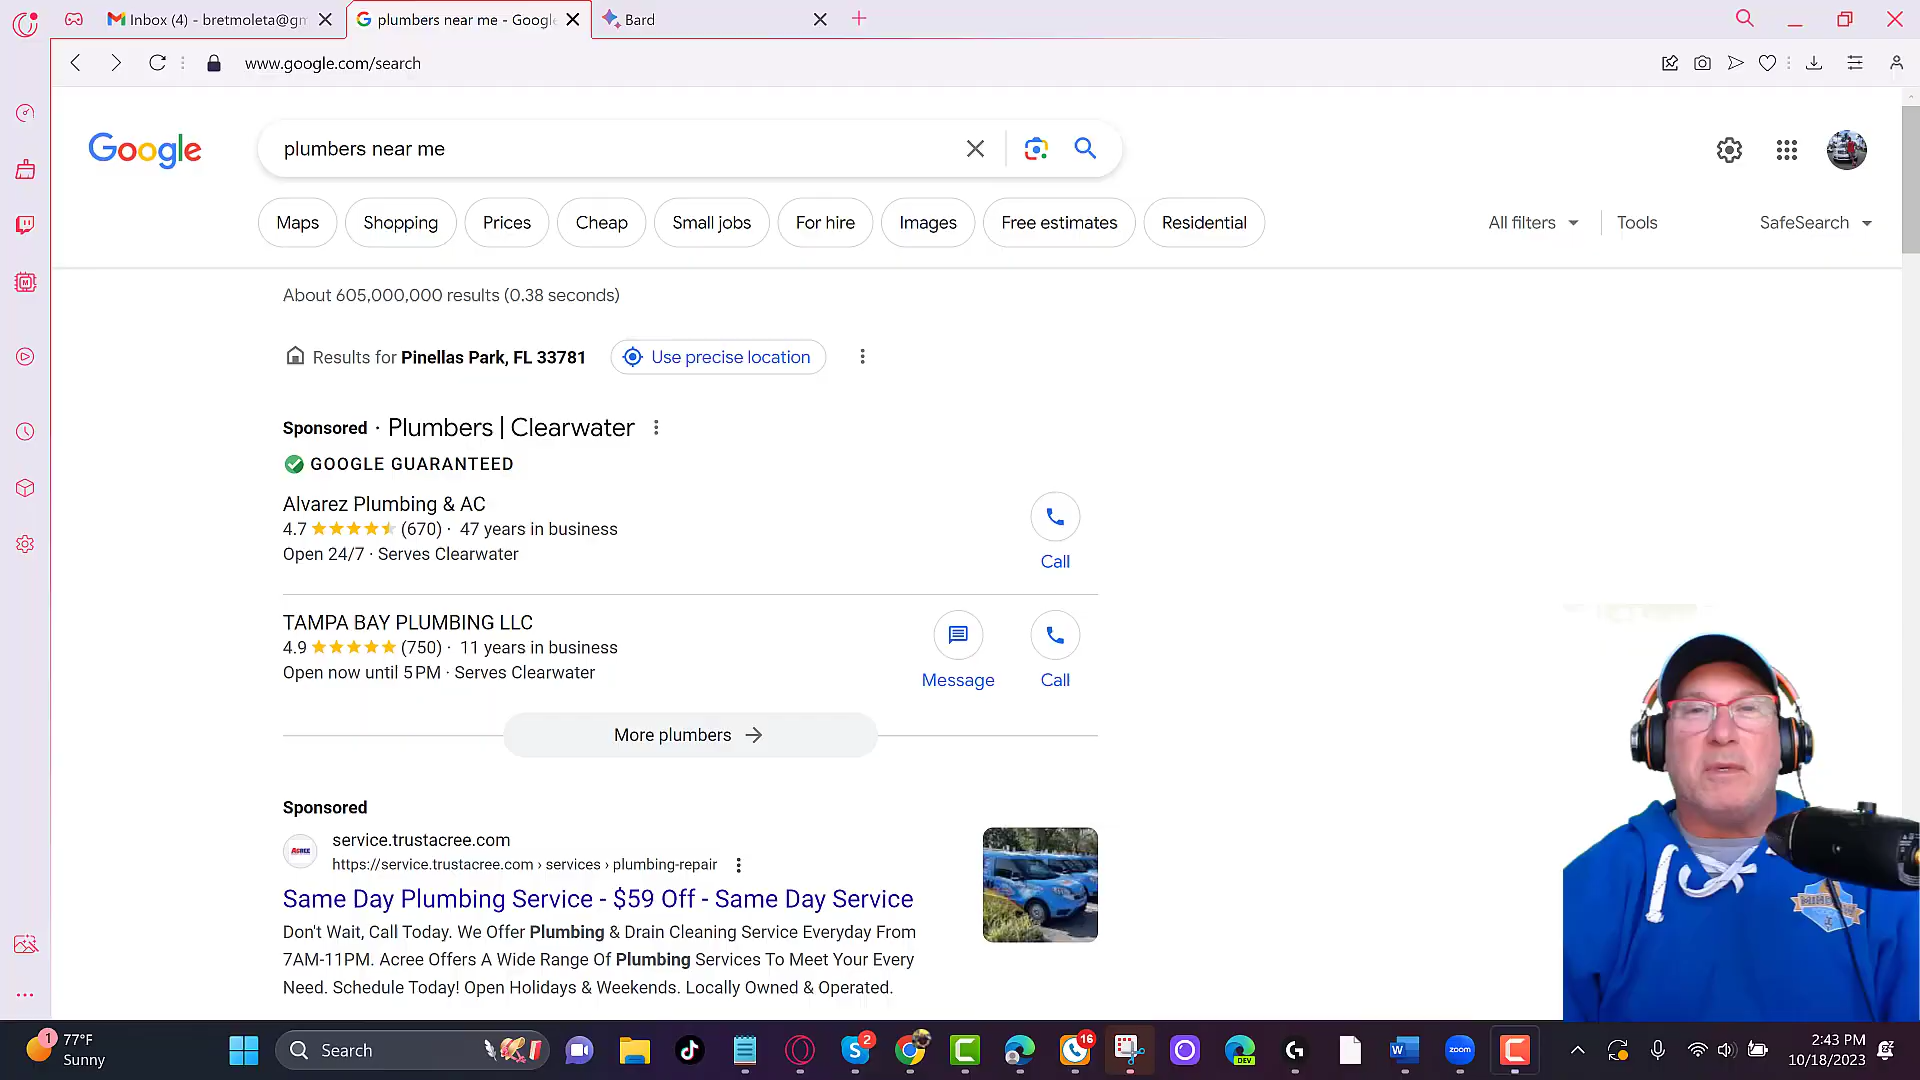 Inbox (4) - bretmoleta@gm
plumbers near me - Google
Bard
www.google.com/search
Google
plumbers near me
Maps
Shopping
Prices
Cheap
Small jobs
For hire
Images
Free estimates
Residential
All filters
Tools
SafeSearch
About 605,000,000 results (0.38 seconds)
Results for Pinellas Park, FL 33781
Use precise location
Sponsored · Plumbers | Clearwater
GOOGLE GUARANTEED
Alvarez Plumbing & AC
4.7 (670) · 47 years in business
Open 24/7 · Serves Clearwater
Call
TAMPA BAY PLUMBING LLC
4.9 (750) · 11 years in business
Open now until 5 PM · Serves Clearwater
Message
Call
More plumbers
Sponsored
ACREE
service.trustacree.com
https://service.trustacree.com › services › plumbing-repair
Same Day Plumbing Service - $59 Off - Same Day Service
Don't Wait, Call Today. We Offer Plumbing & Drain Cleaning Service Everyday From
7AM-11PM. Acree Offers A Wide Range Of Plumbing Services To Meet Your Every
Need. Schedule Today! Open Holidays & Weekends. Locally Owned & Operated.
1
77°F
Sunny
Search
2
16
DEV
W
zoom
2:43 PM
10/18/2023